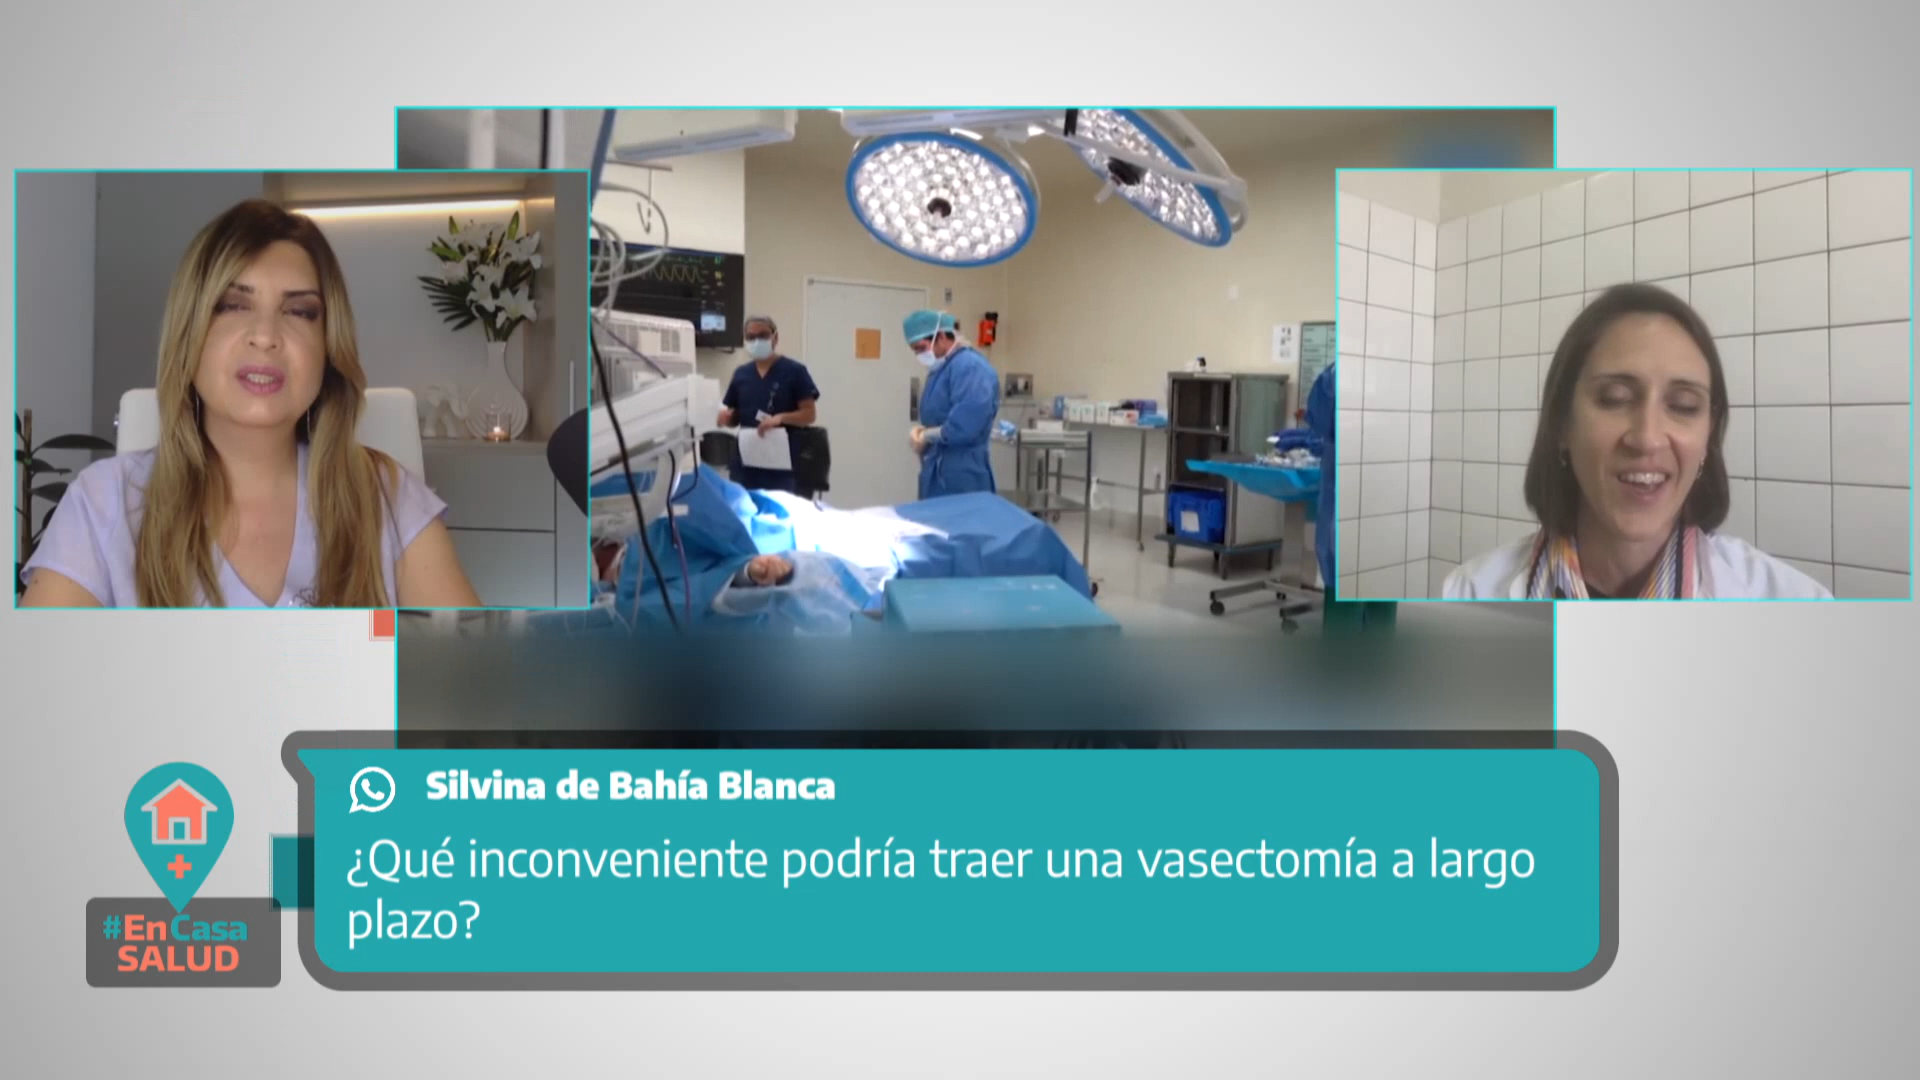 Silvina de Bahía Blanca
¿Qué inconveniente podría traer una vasectomía a largo
plazo?
#EnCasa
SALUD